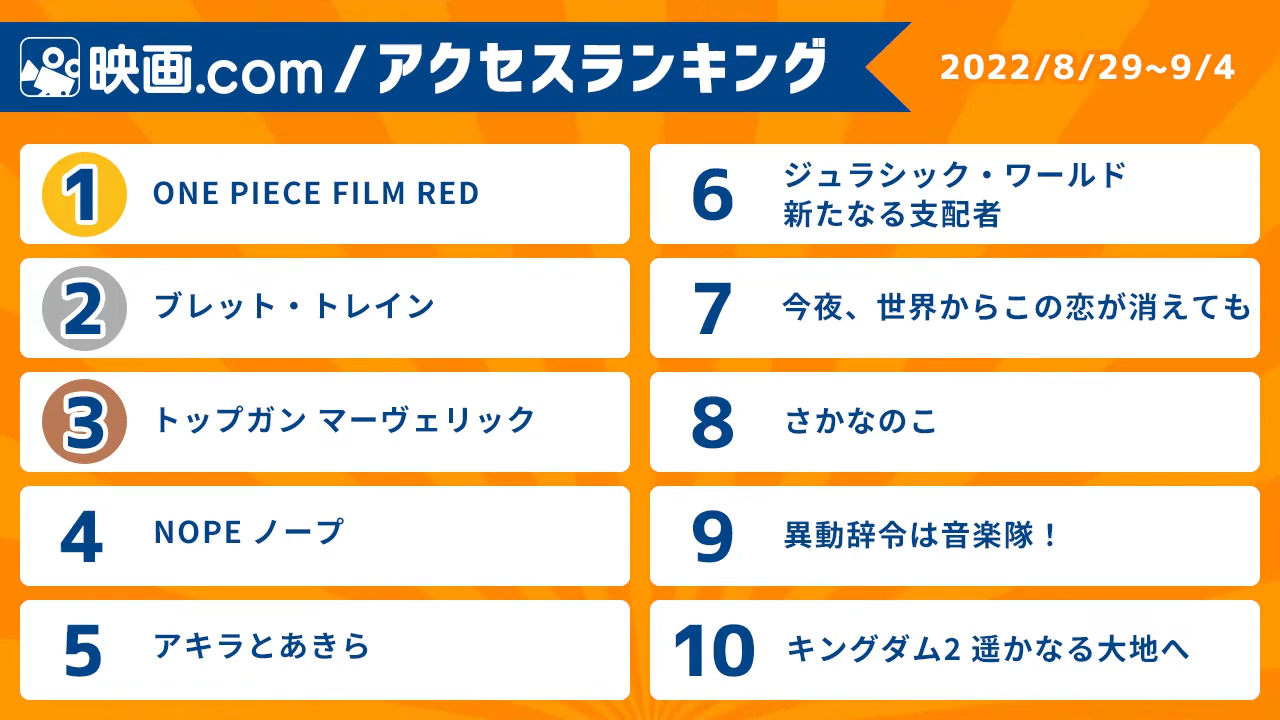 映画.com/アクセスランキング
2022/8/29~9/4
1
ONE PIECE FILM RED
2
ブレット・トレイン
3
トップガン マーヴェリック
4
NOPE ノープ
5
アキラとあきら
6
ジュラシック・ワールド
新たなる支配者
7
今夜、世界からこの恋が消えても
8
さかなのこ
9
異動辞令は音楽隊！
10
キングダム2 遥かなる大地へ